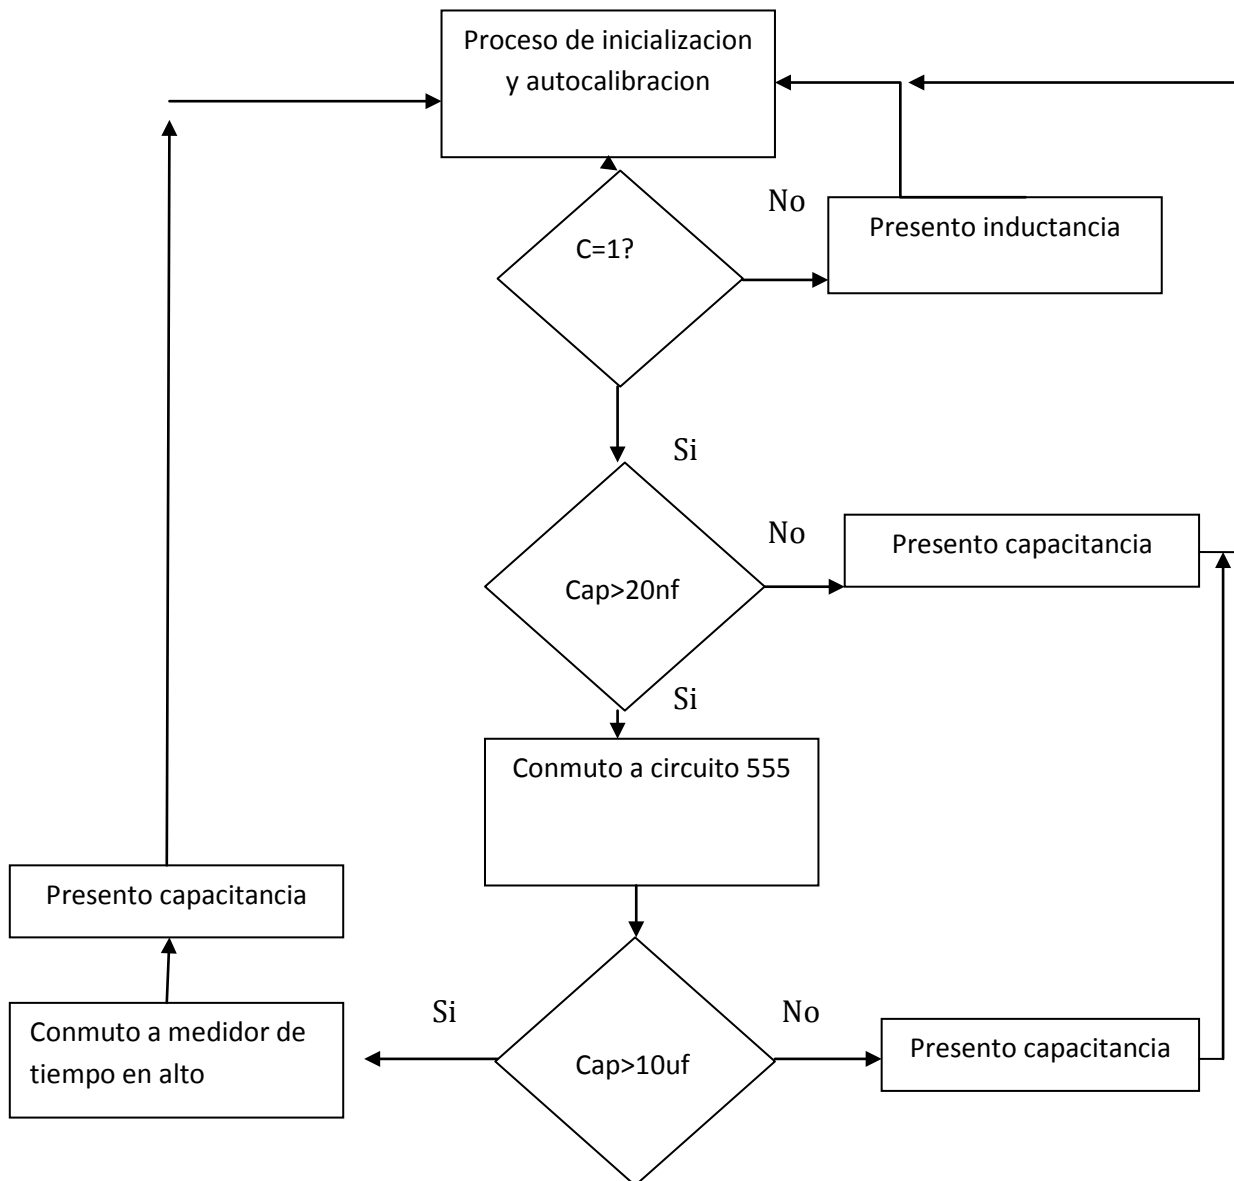 Proceso de inicializacion
y autocalibracion
No
Presento inductancia
C=1?
Si
No
Presento capacitancia
Cap>20nf
Si
Conmuto a circuito 555
Presento capacitancia
Si
No
Conmuto a medidor de
tiempo en alto
Cap>10uf
Presento capacitancia